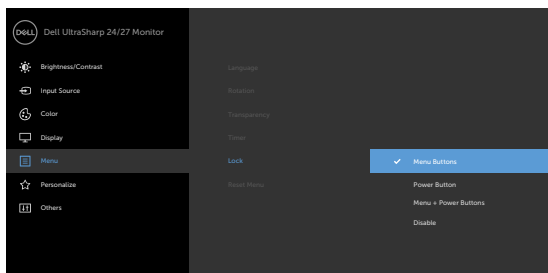 DELL Dell UltraSharp 24/27 Monitor
Brightness/Contrast
Input Source
Color
Display
Menu
Personalize
Others
Language
Rotation
Transparency
Timer
Lock
Reset Menu
Menu Buttons
Power Button
Menu + Power Buttons
Disable